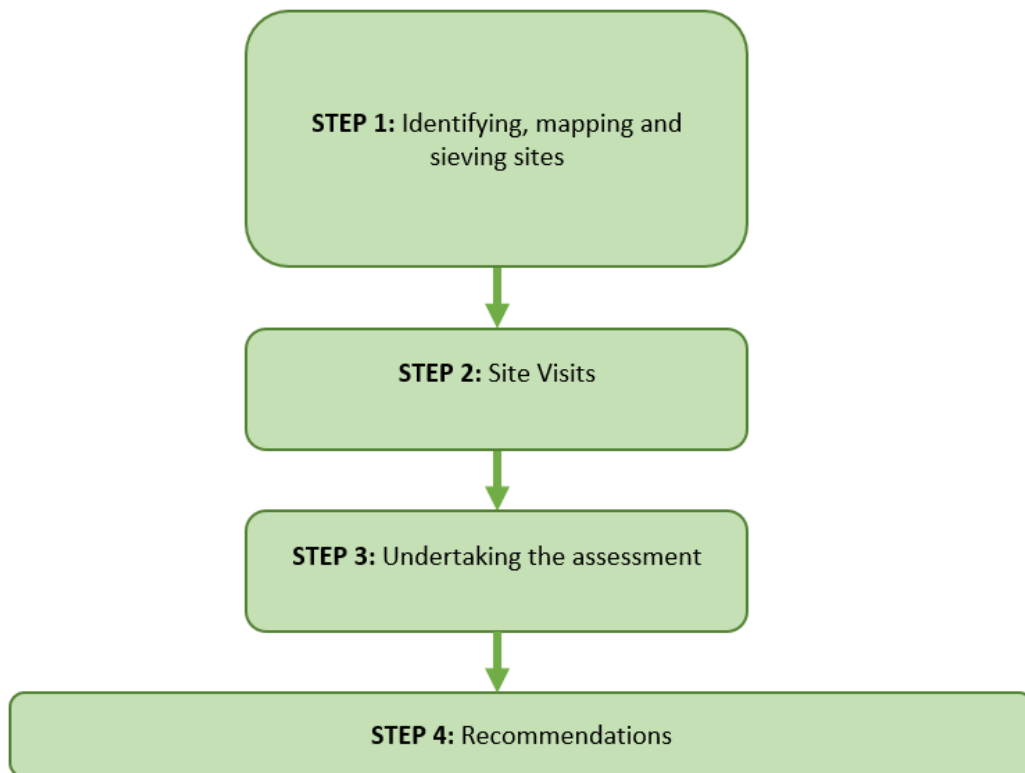 STEP 1: Identifying, mapping and
sieving sites
STEP 2: Site Visits
STEP 3: Undertaking the assessment
STEP 4: Recommendations